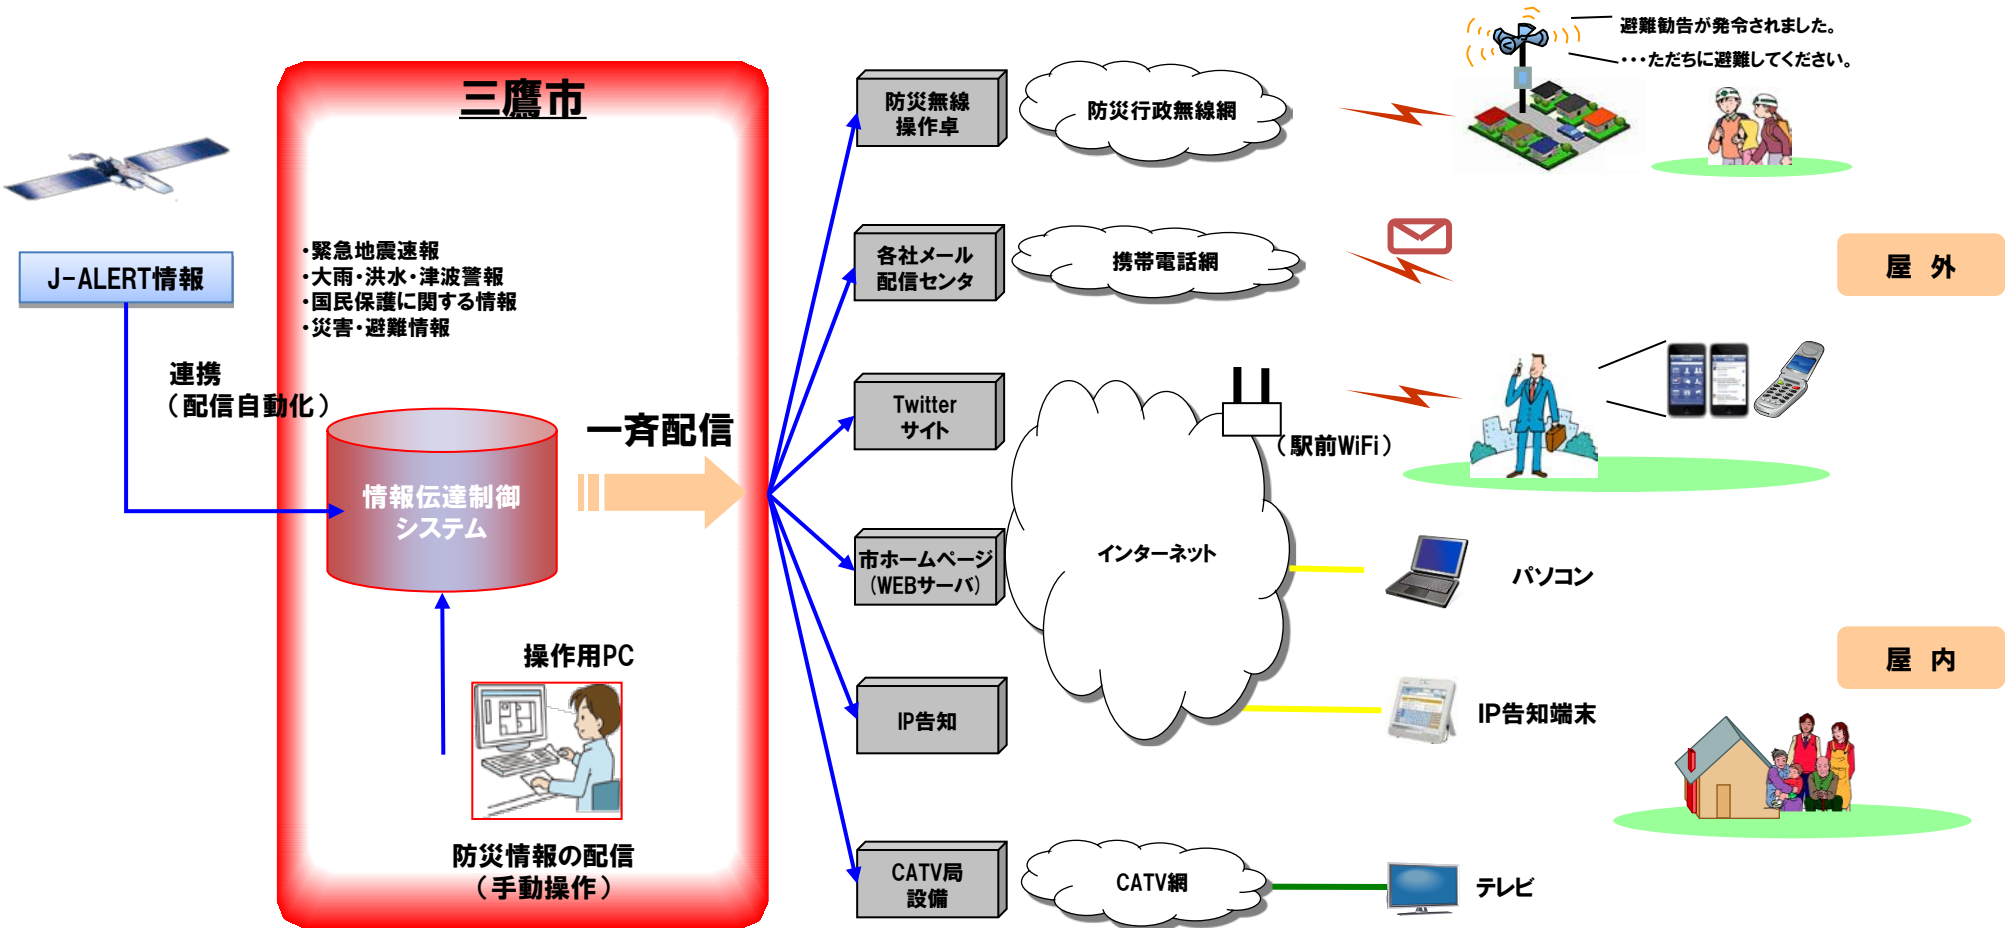 三鷹市
J-ALERT情報
・緊急地震速報
・大雨・洪水・津波警報
・国民保護に関する情報
・災害・避難情報
連携
（配信自動化）
情報伝達制御
システム
一斉配信
操作用PC
防災情報の配信
（手動操作）
防災無線
操作卓
防災行政無線網
避難勧告が発令されました。
・・・ただちに避難してください。
各社メール
配信センタ
携帯電話網
屋 外
Twitter
サイト
（駅前WiFi）
市ホームページ
（WEBサーバ）
インターネット
パソコン
IP告知
IP告知端末
屋 内
CATV局
設備
CATV網
テレビ